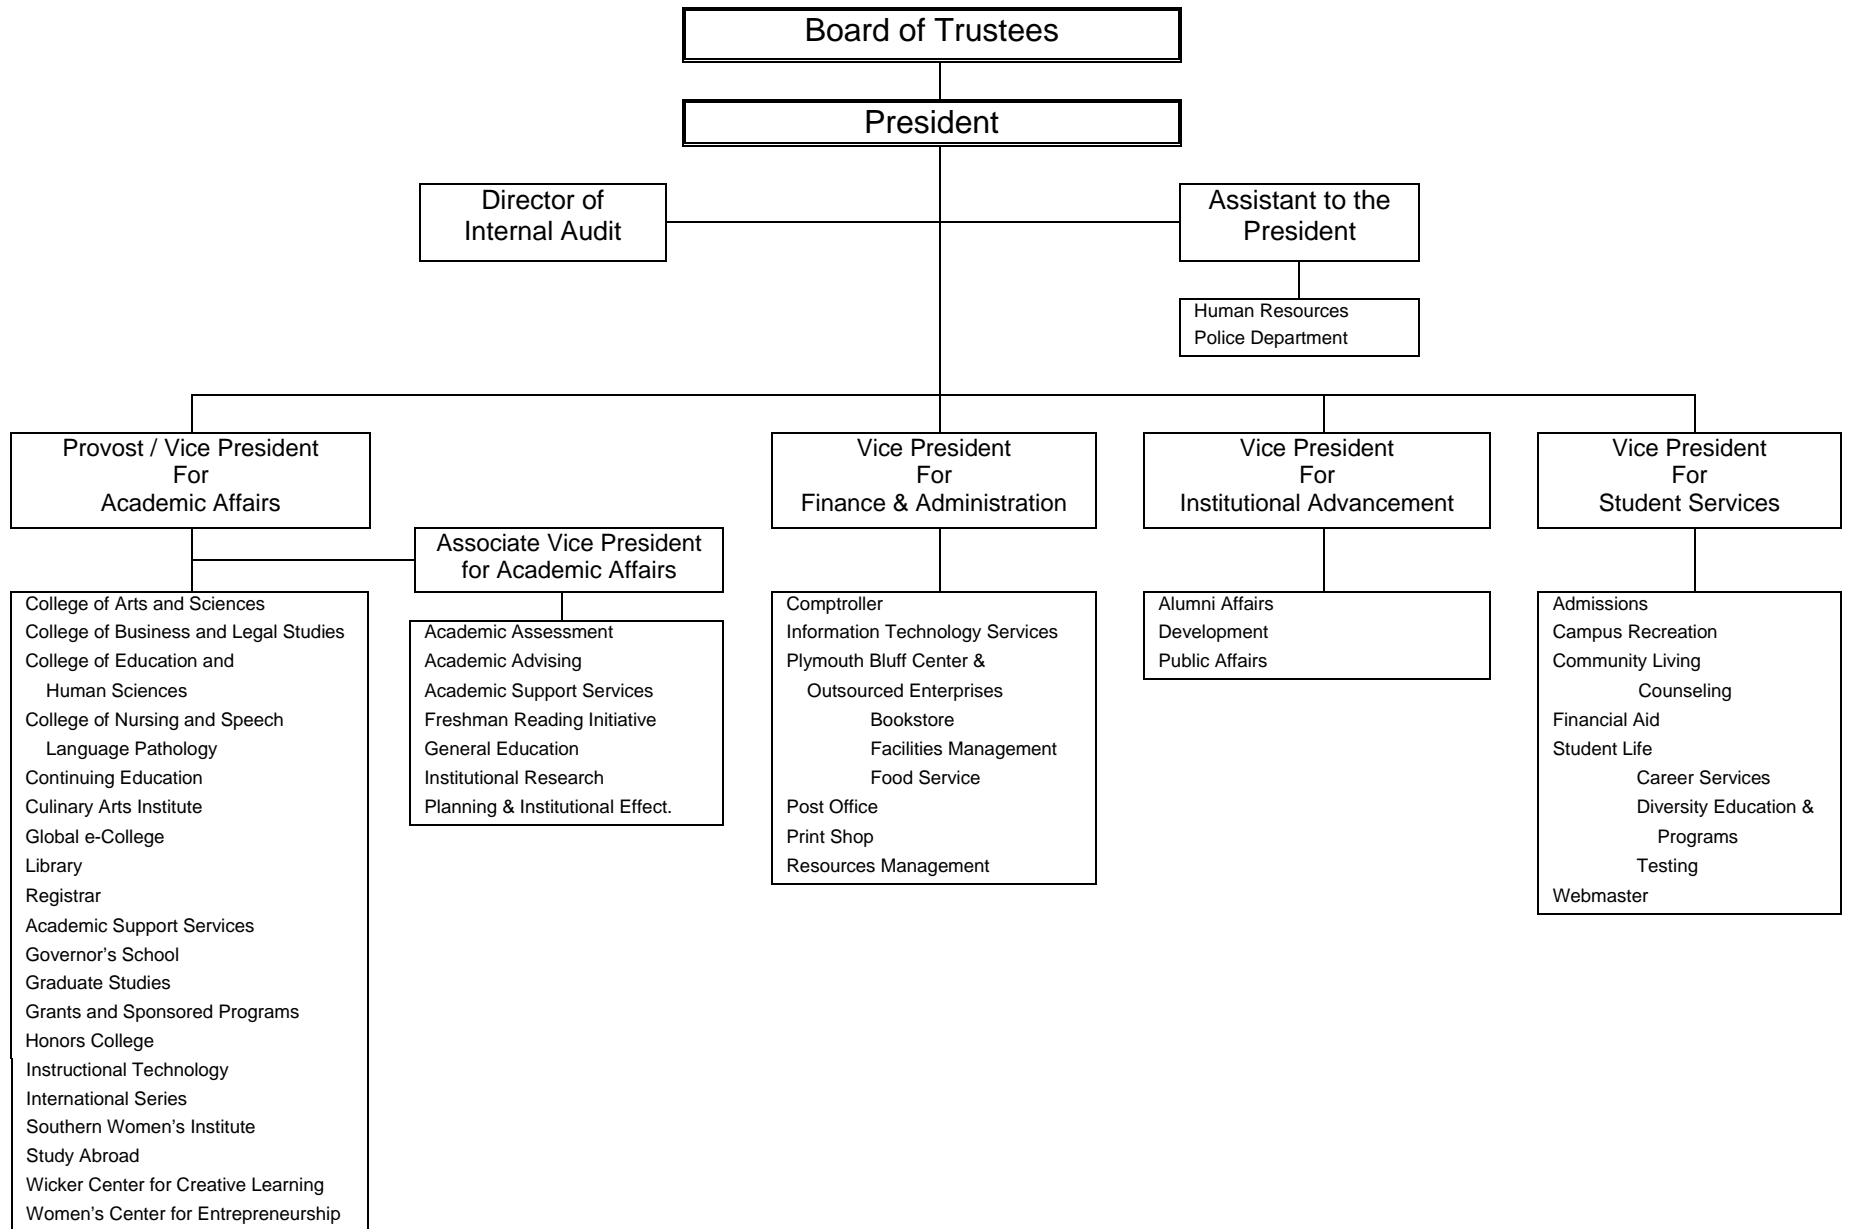 Board of Trustees
President
Director of
Internal Audit
Assistant to the
President
Human Resources
Police Department
Provost / Vice President
For
Academic Affairs
Associate Vice President
for Academic Affairs
Vice President
For
Finance & Administration
Vice President
For
Institutional Advancement
Vice President
For
Student Services
College of Arts and Sciences
College of Business and Legal Studies
College of Education and
Human Sciences
College of Nursing and Speech
Language Pathology
Continuing Education
Culinary Arts Institute
Global e-College
Library
Registrar
Academic Support Services
Governor’s School
Graduate Studies
Grants and Sponsored Programs
Honors College
Instructional Technology
International Series
Southern Women’s Institute
Study Abroad
Wicker Center for Creative Learning
Women’s Center for Entrepreneurship
Academic Assessment
Academic Advising
Academic Support Services
Freshman Reading Initiative
General Education
Institutional Research
Planning & Institutional Effect.
Comptroller
Information Technology Services
Plymouth Bluff Center &
Outsourced Enterprises
Bookstore
Facilities Management
Food Service
Post Office
Print Shop
Resources Management
Alumni Affairs
Development
Public Affairs
Admissions
Campus Recreation
Community Living
Counseling
Financial Aid
Student Life
Career Services
Diversity Education &
Programs
Testing
Webmaster